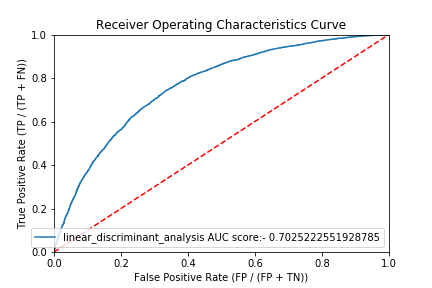 Receiver Operating Characteristics Curve
True Positive Rate (TP / (TP + FN))
1.0
0.8
0.6
0.4
0.2
0.0
linear_discriminant_analysis AUC score:- 0.7025222551928785
0.0 0.2 0.4 0.6 0.8 1.0
False Positive Rate (FP / (FP + TN))